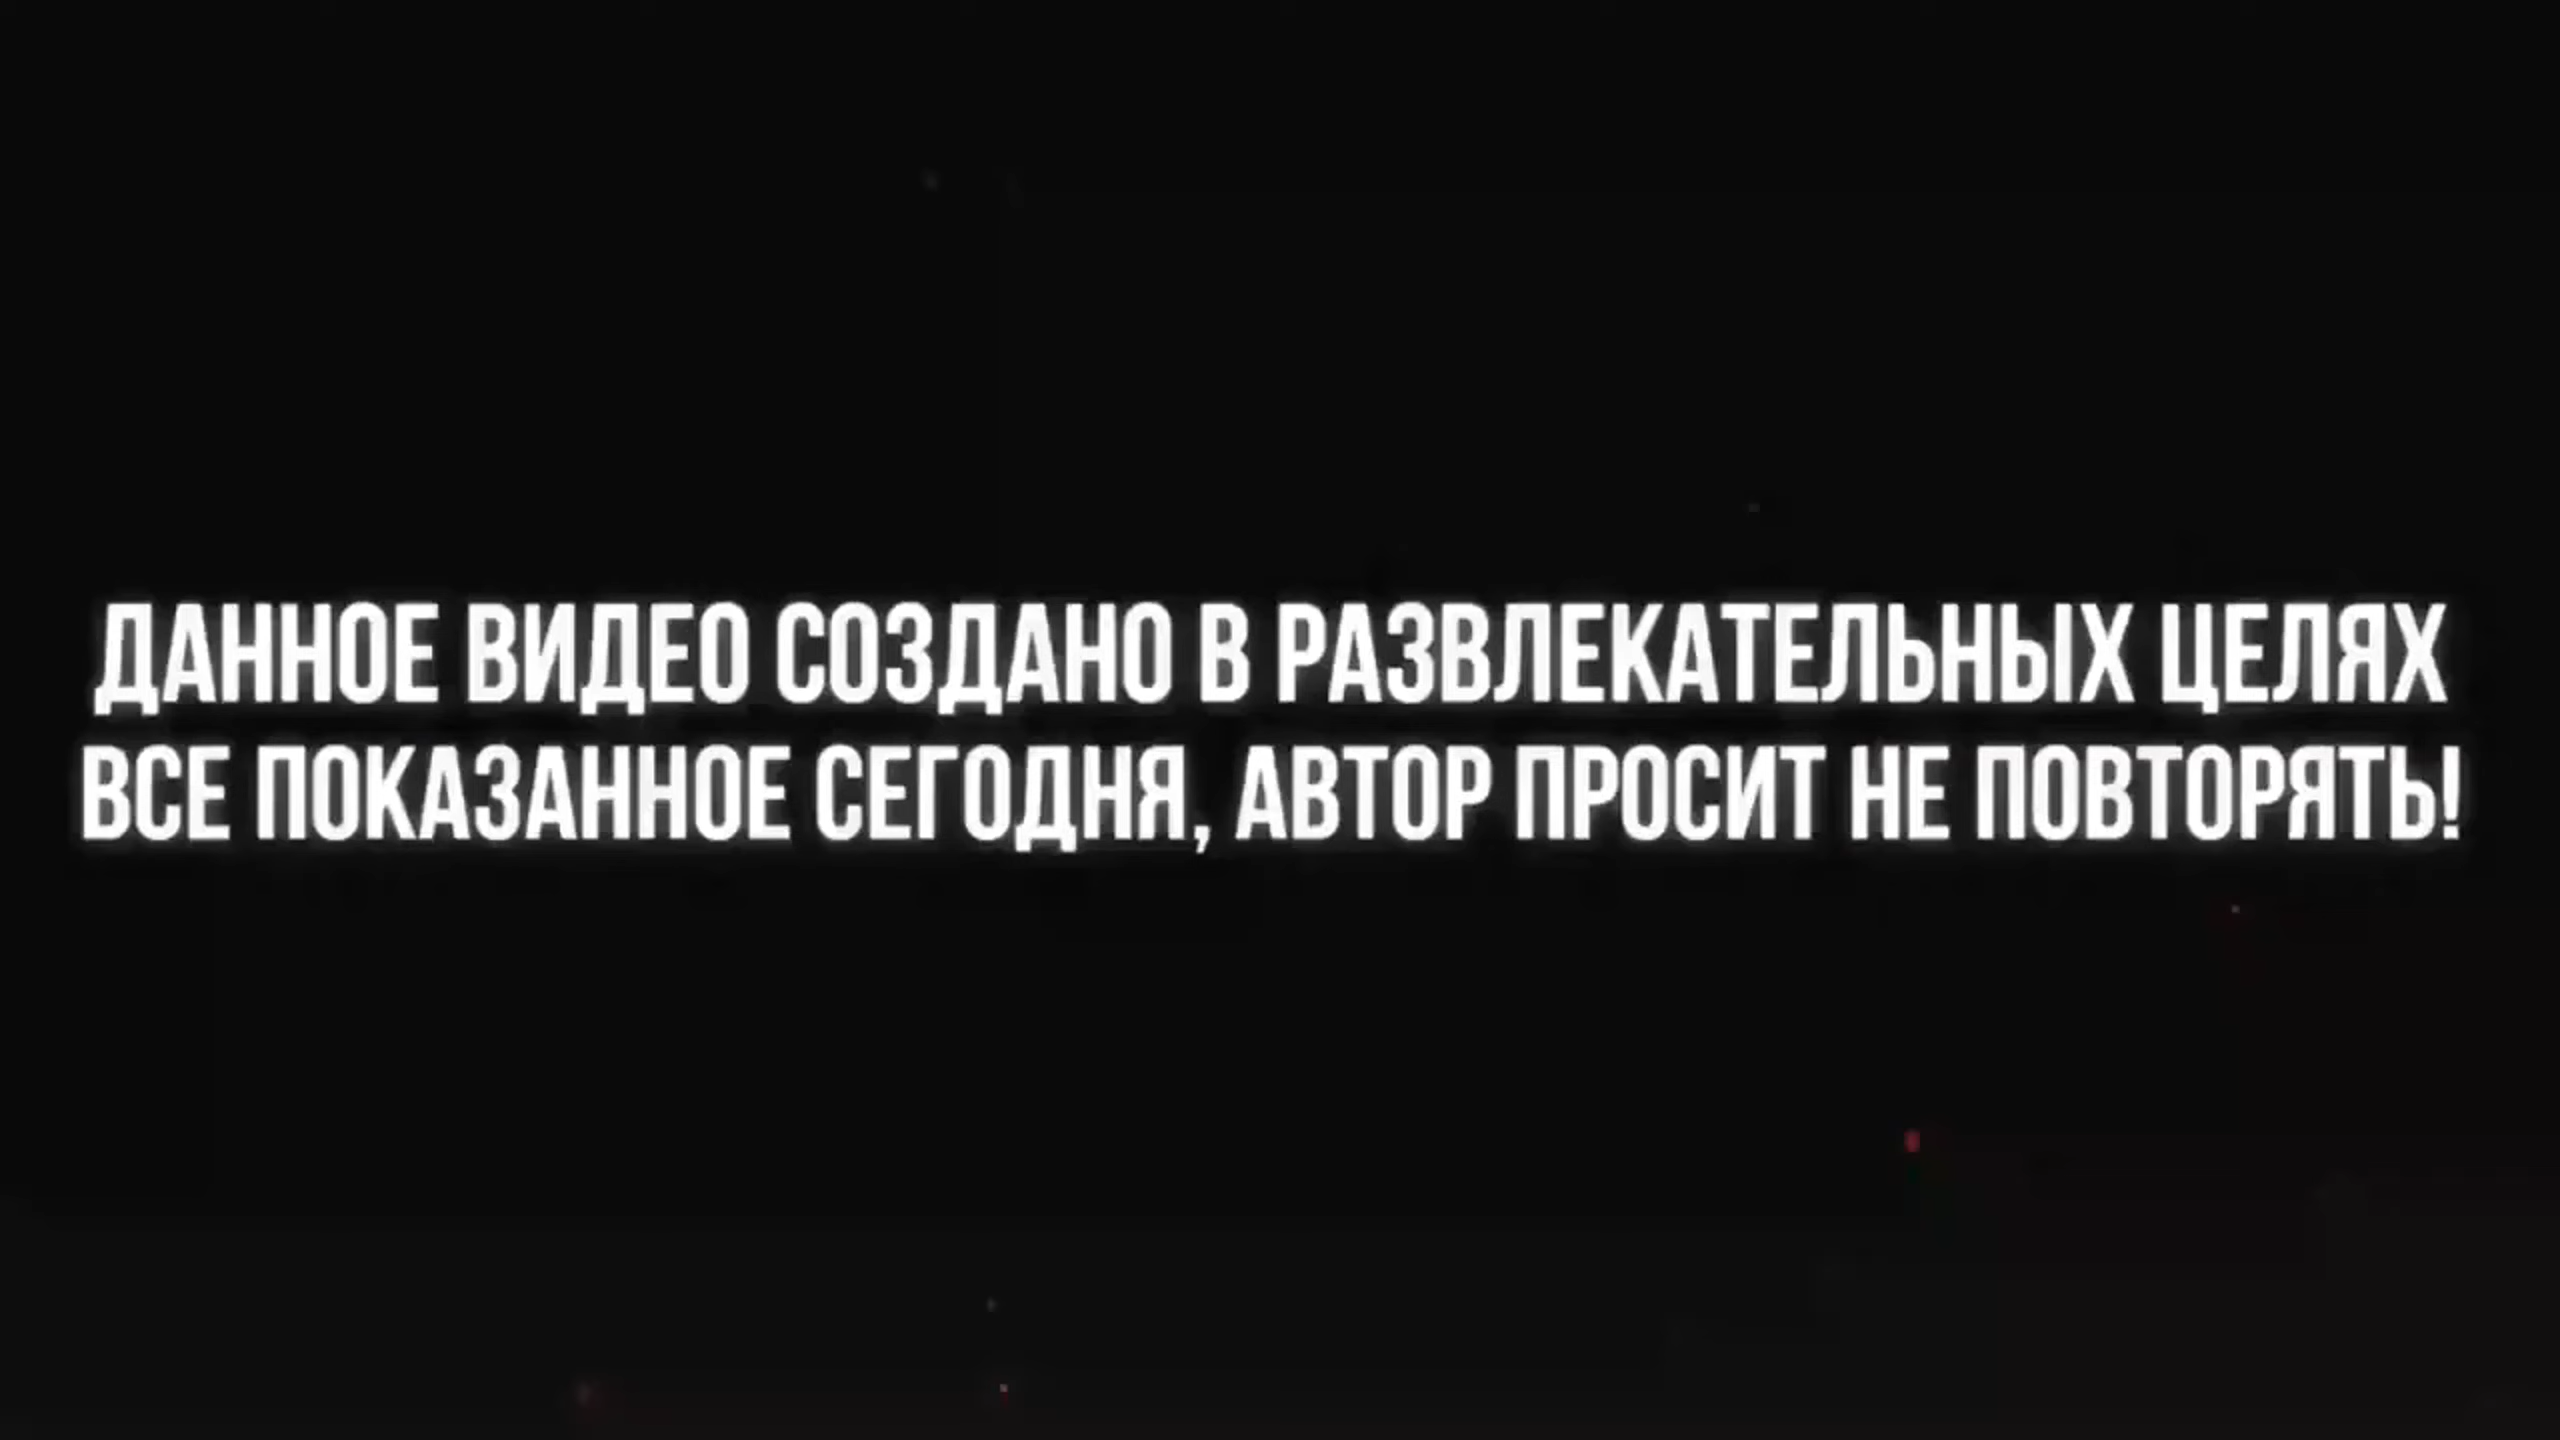 ДАННОЕ ВИДЕО СОЗДАНО В РАЗВЛЕКАТЕЛЬНЫХ ЦЕЛЯХ
ВСЕ ПОКАЗАННОЕ СЕГОДНЯ, АВТОР ПРОСИТ НЕ ПОВТОРЯТЬ!